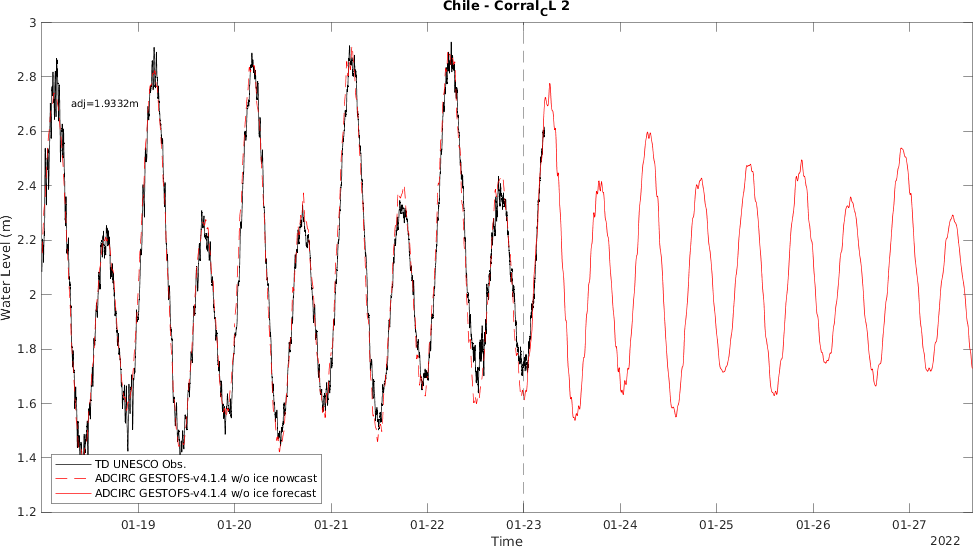 Chile - Corral_CL 2
3
2.8
adj=1.9332m
2.6
2.4
2.2
2
1.8
1.6
1.4
1.2
Water Level (m)
TD UNESCO Obs.
ADCIRC GESTOFS-v4.1.4 w/o ice nowcast
ADCIRC GESTOFS-v4.1.4 w/o ice forecast
01-19 01-20 01-21 01-22 01-23 01-24 01-25 01-26 01-27
Time
2022